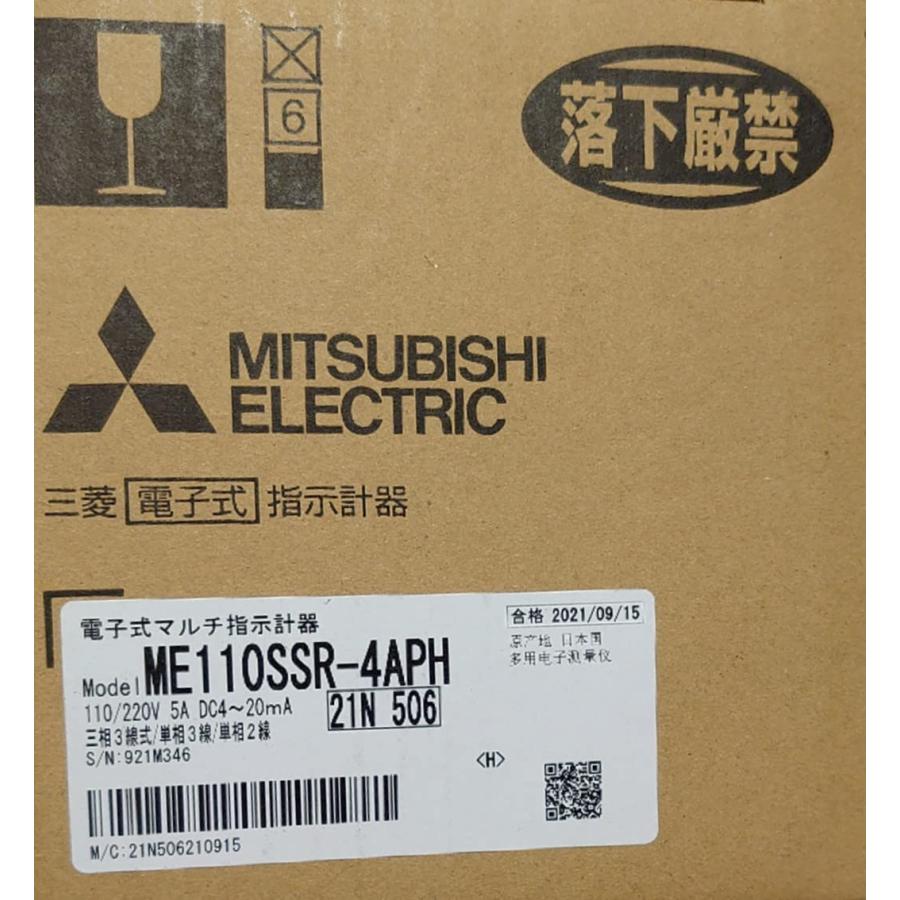 6
落下厳禁
MITSUBISHI
ELECTRIC
三菱 電子式 指示計器
電子式マルチ指示計器
合格 2021/09/15
原产地 日本国
多用电子测量仪
Model ME110SSR-4APH
110/220V 5A DC4～20mA
21N 506
三相3線式/単相3線/単相2線
S/N:921M346
<H>
M/C:21N506210915